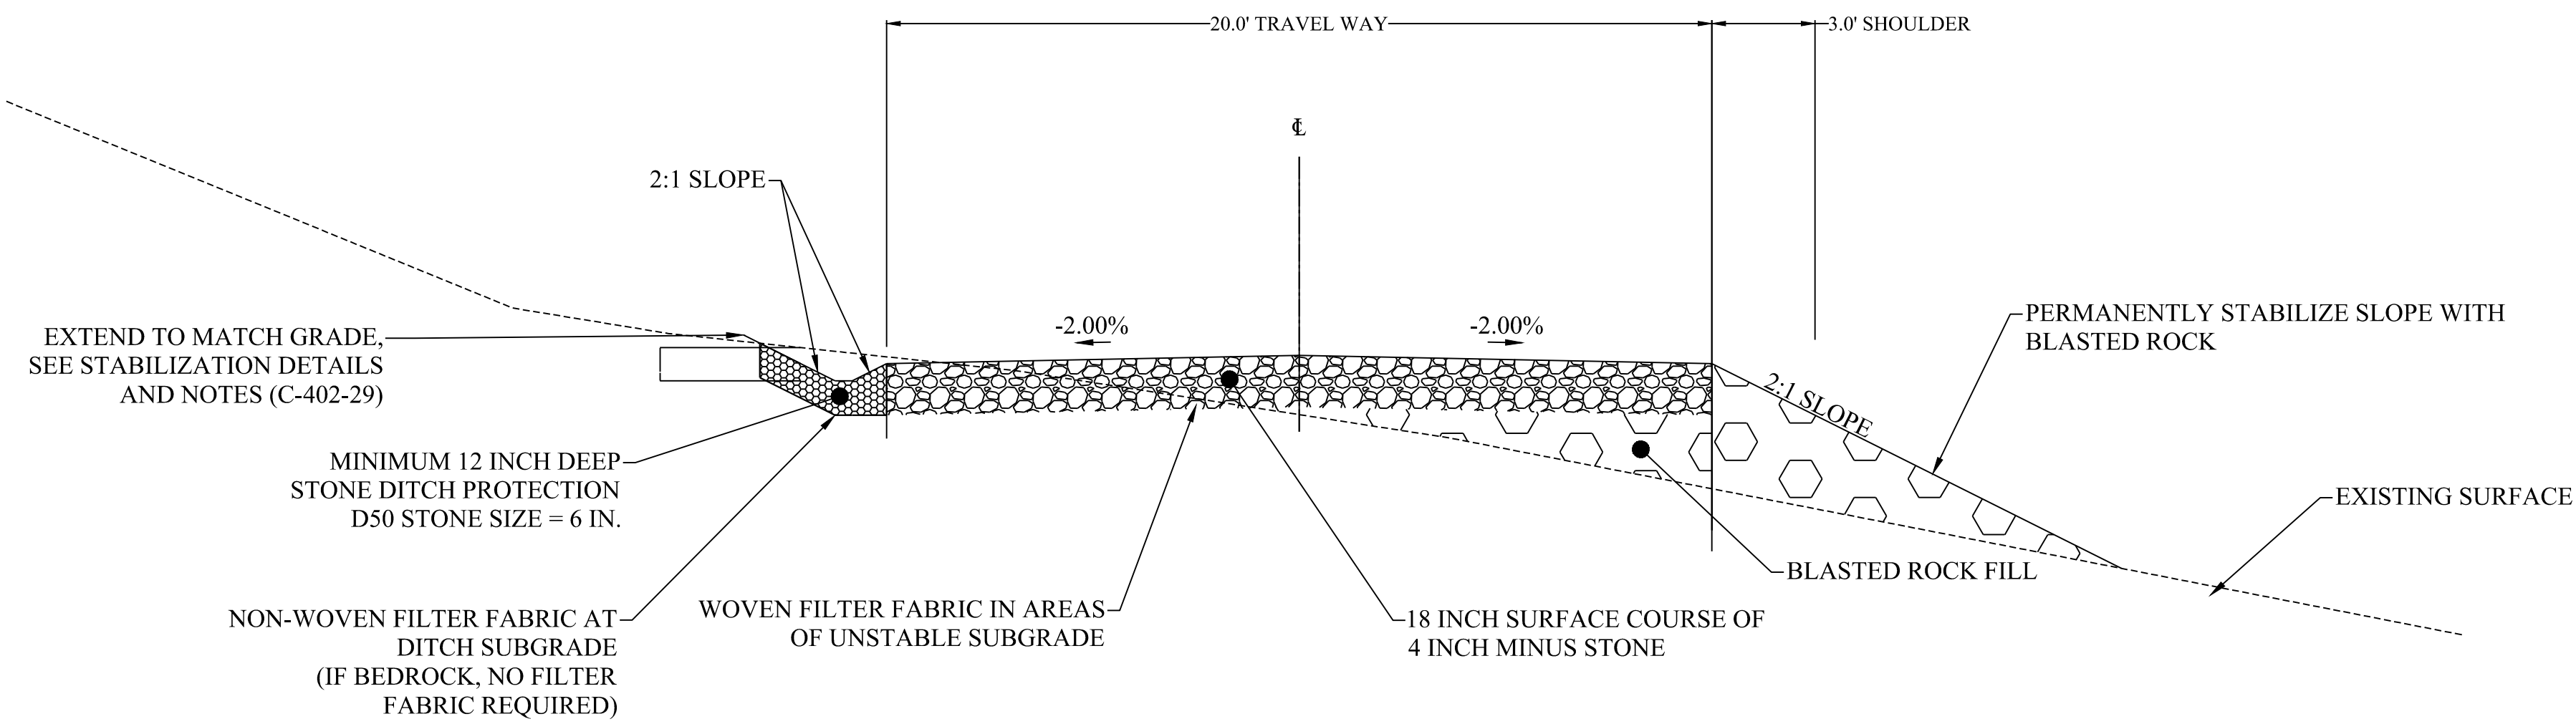 20.0' TRAVEL WAY
3.0' SHOULDER
℄
2:1 SLOPE
-2.00%
-2.00%
EXTEND TO MATCH GRADE,
SEE STABILIZATION DETAILS
AND NOTES (C-402-29)
PERMANENTLY STABILIZE SLOPE WITH
BLASTED ROCK
2:1 SLOPE
MINIMUM 12 INCH DEEP
STONE DITCH PROTECTION
D50 STONE SIZE = 6 IN.
EXISTING SURFACE
BLASTED ROCK FILL
NON-WOVEN FILTER FABRIC AT
DITCH SUBGRADE
(IF BEDROCK, NO FILTER
FABRIC REQUIRED)
WOVEN FILTER FABRIC IN AREAS
OF UNSTABLE SUBGRADE
18 INCH SURFACE COURSE OF
4 INCH MINUS STONE